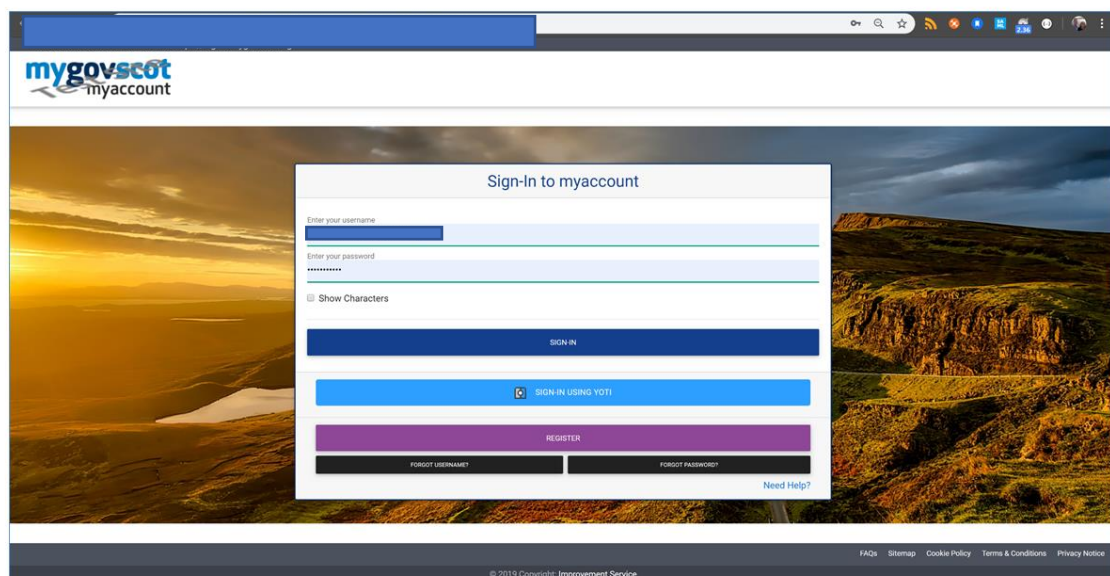 2.36
mygovscot
myaccount
Sign-In to myaccount
Enter your username
Enter your password
Show Characters
SIGN-IN
SIGN-IN USING YOTI
REGISTER
FORGOT USERNAME?
FORGOT PASSWORD?
Need Help?
FAQs Sitemap Cookie Policy Terms & Conditions Privacy Notice
© 2019 Copyright: Improvement Service